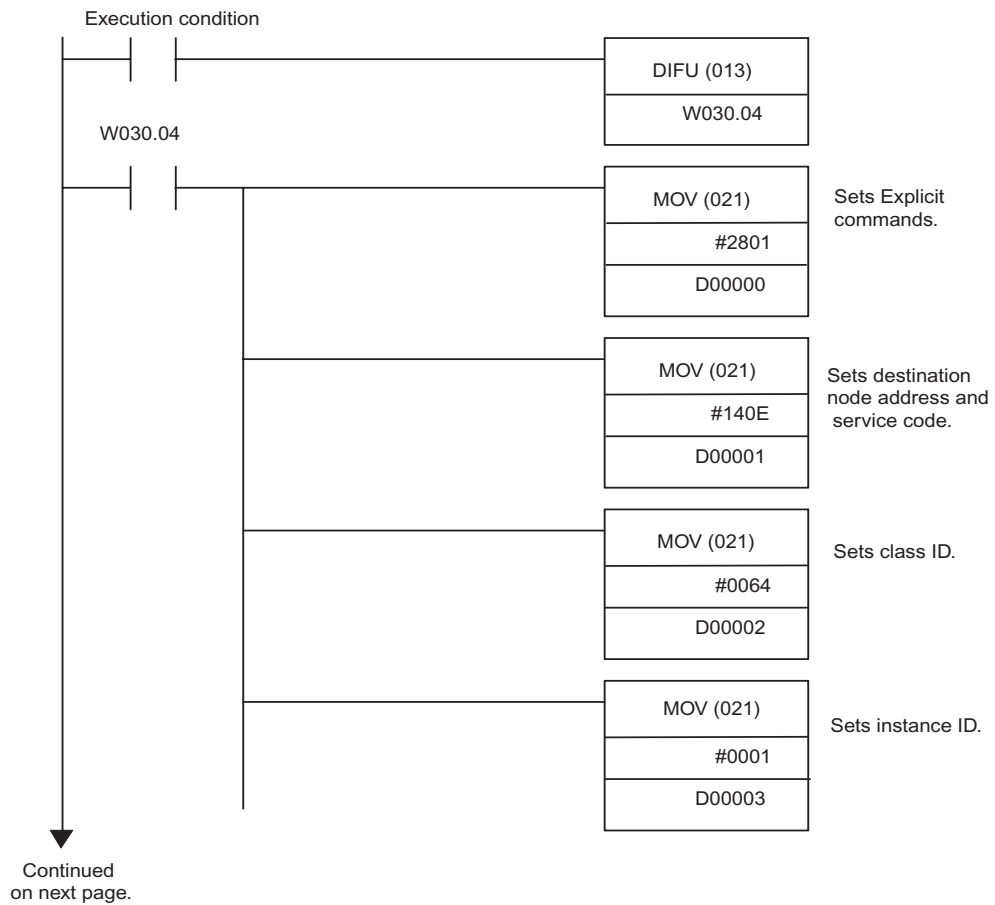 Execution condition
DIFU (013)
W030.04
W030.04
MOV (021)
#2801
D00000
Sets Explicit
commands.
MOV (021)
#140E
D00001
Sets destination
node address and
service code.
MOV (021)
#0064
D00002
Sets class ID.
MOV (021)
#0001
D00003
Sets instance ID.
Continued
on next page.